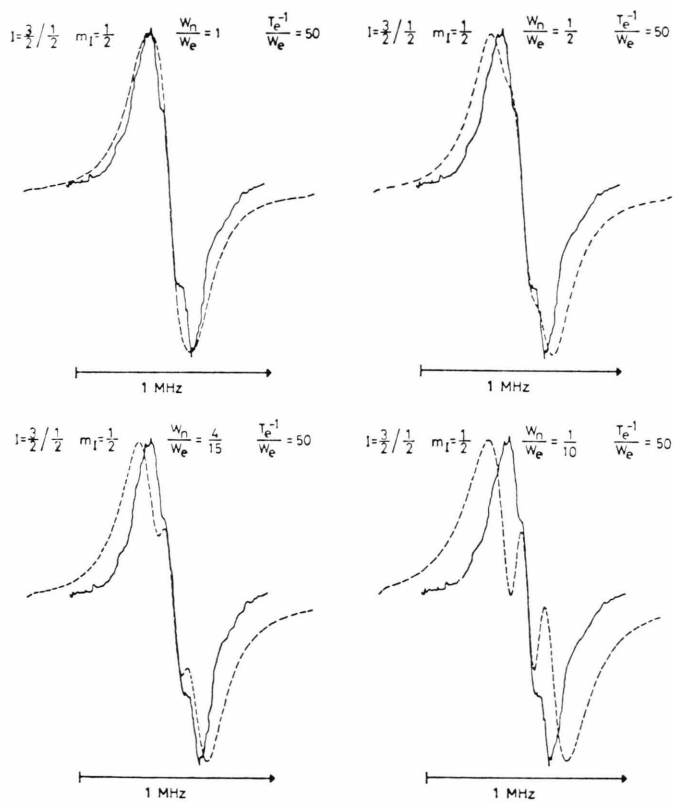 I=3/2 / 1/2 m_I=1/2 W_n/W_e = 1 T_e^-1/W_e = 50
1 MHz
I=3/2 / 1/2 m_I=1/2 W_n/W_e = 1/2 T_e^-1/W_e = 50
1 MHz
I=3/2 / 1/2 m_I=1/2 W_n/W_e = 4/15 T_e^-1/W_e = 50
1 MHz
I=3/2 / 1/2 m_I=1/2 W_n/W_e = 1/10 T_e^-1/W_e = 50
1 MHz